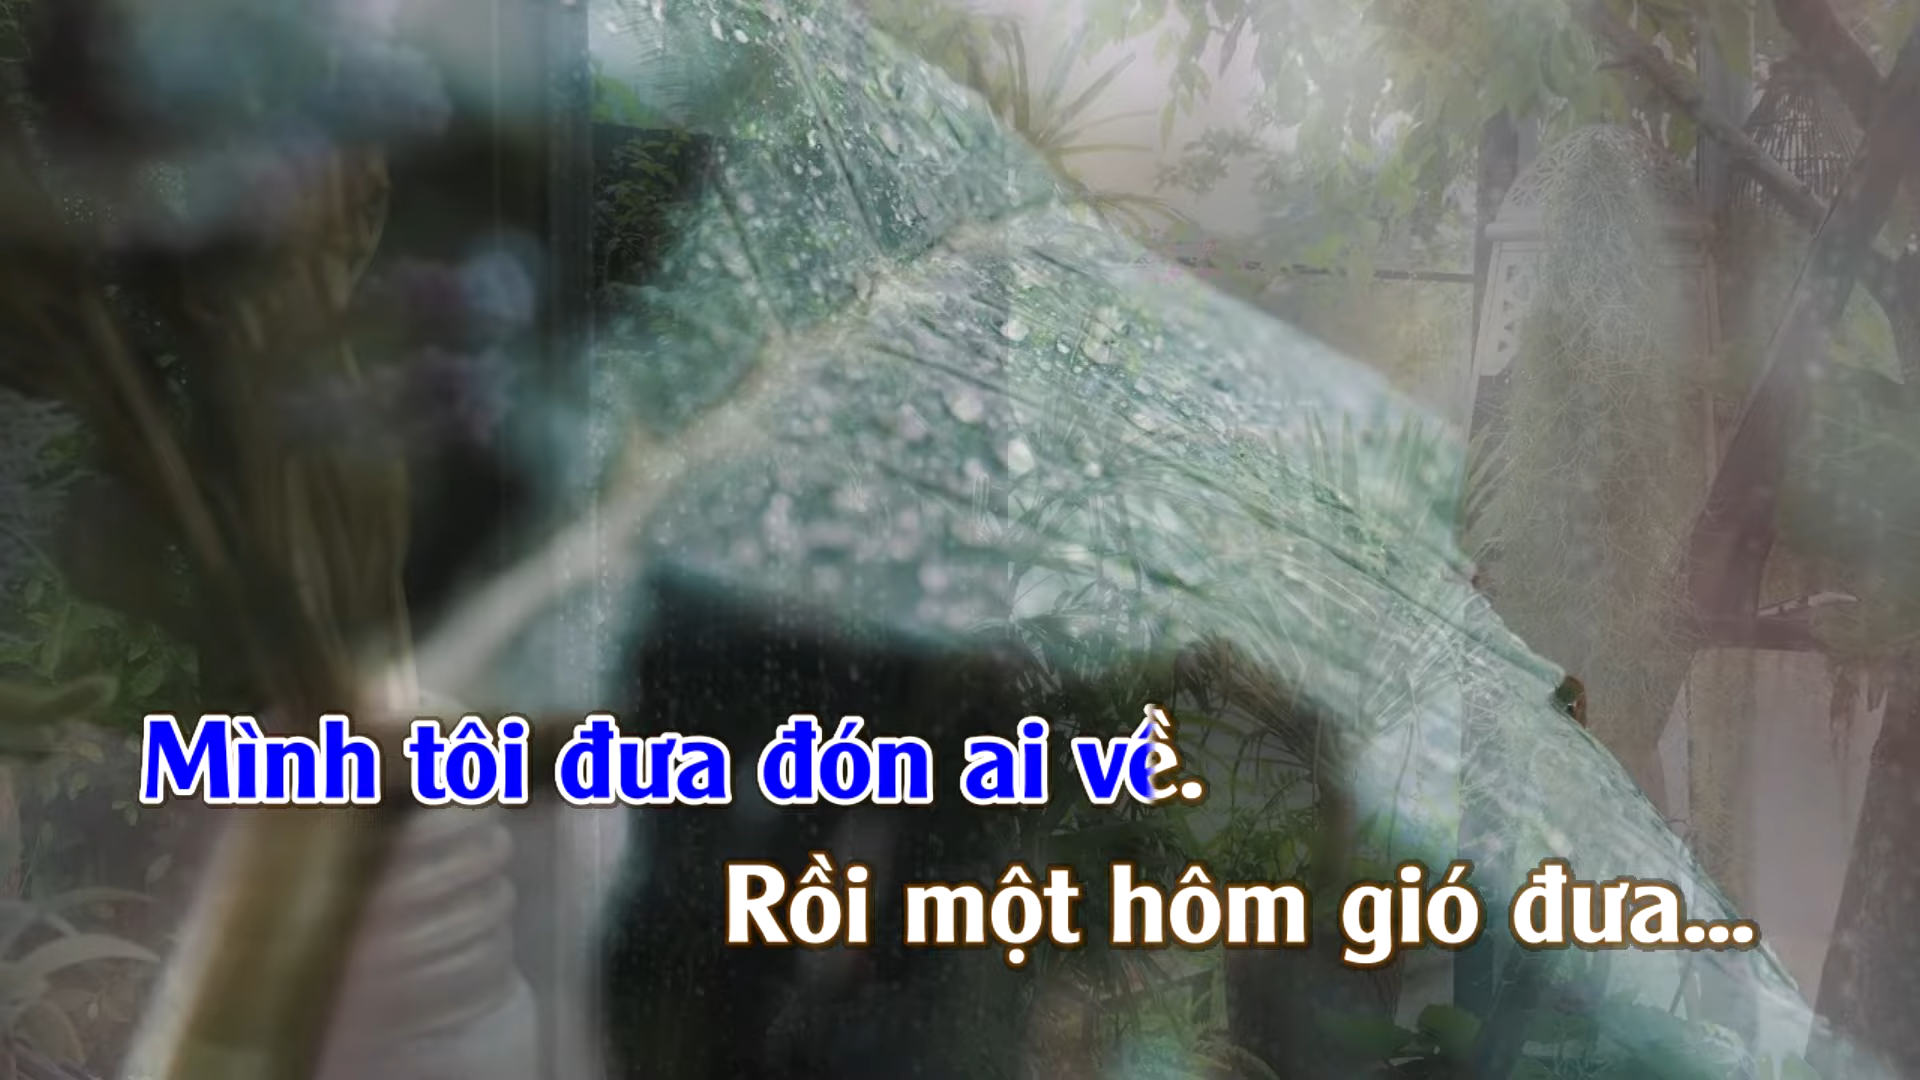 Mình tôi đưa đón ai về.
Rồi một hôm gió đưa...